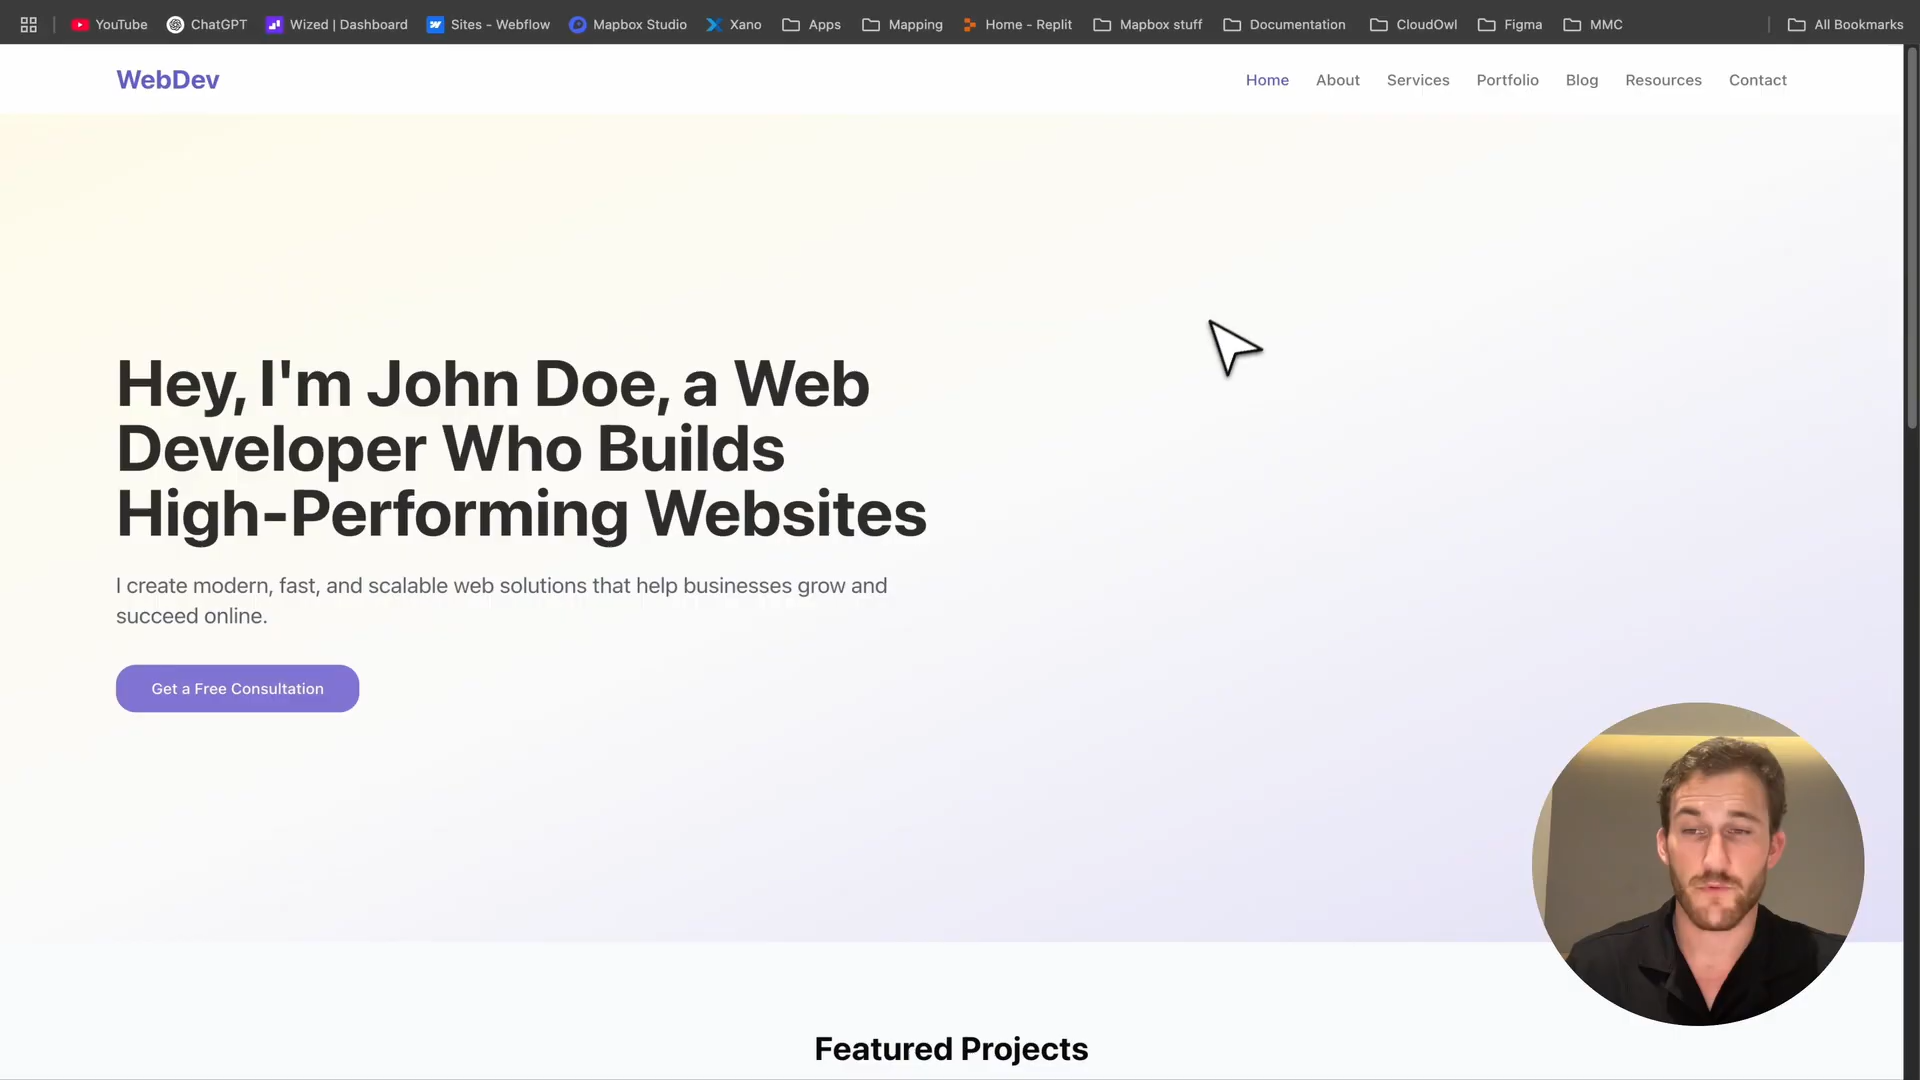 YouTube ChatGPT Wized | Dashboard Sites - Webflow Mapbox Studio Xano Apps Mapping Home - Replit Mapbox stuff Documentation CloudOwl Figma MMC All Bookmarks
WebDev Home About Services Portfolio Blog Resources Contact
Hey, I'm John Doe, a Web
Developer Who Builds
High-Performing Websites
I create modern, fast, and scalable web solutions that help businesses grow and
succeed online.
Get a Free Consultation
Featured Projects